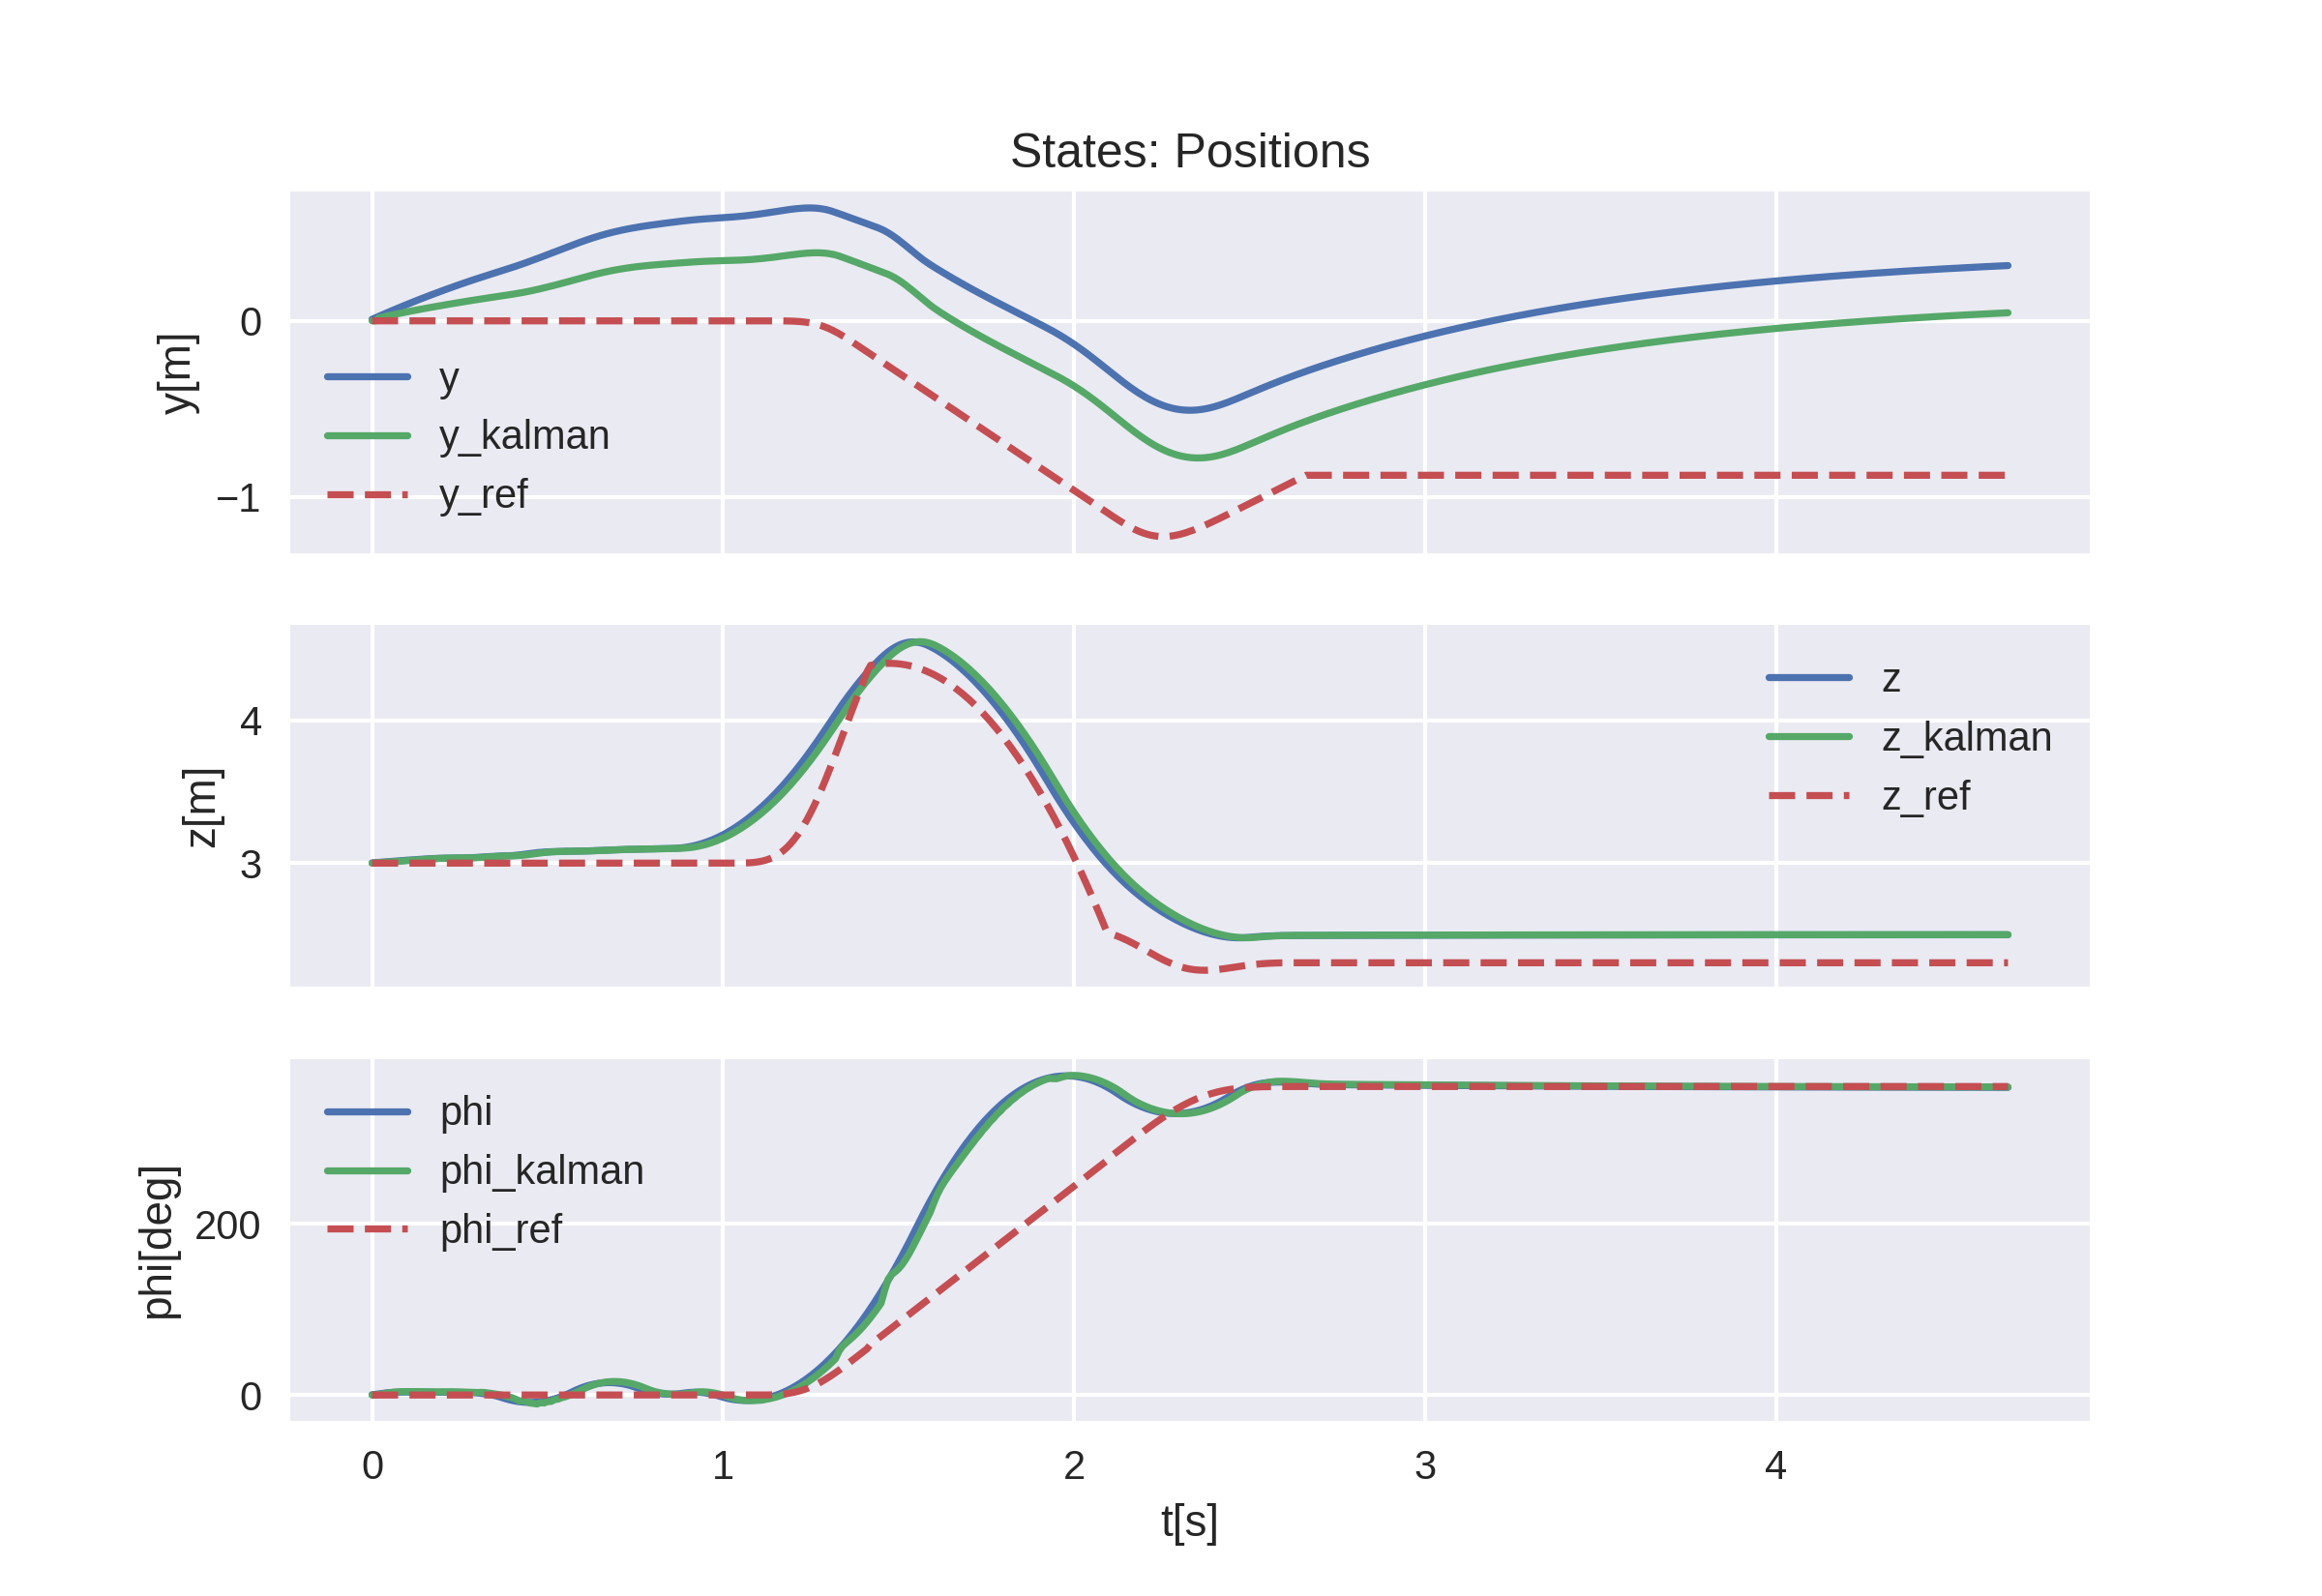 States: Positions
y[m]
0
−1
y
y_kalman
y_ref
z[m]
4
3
z
z_kalman
z_ref
phi[deg]
200
0
phi
phi_kalman
phi_ref
0 1 2 3 4
t[s]